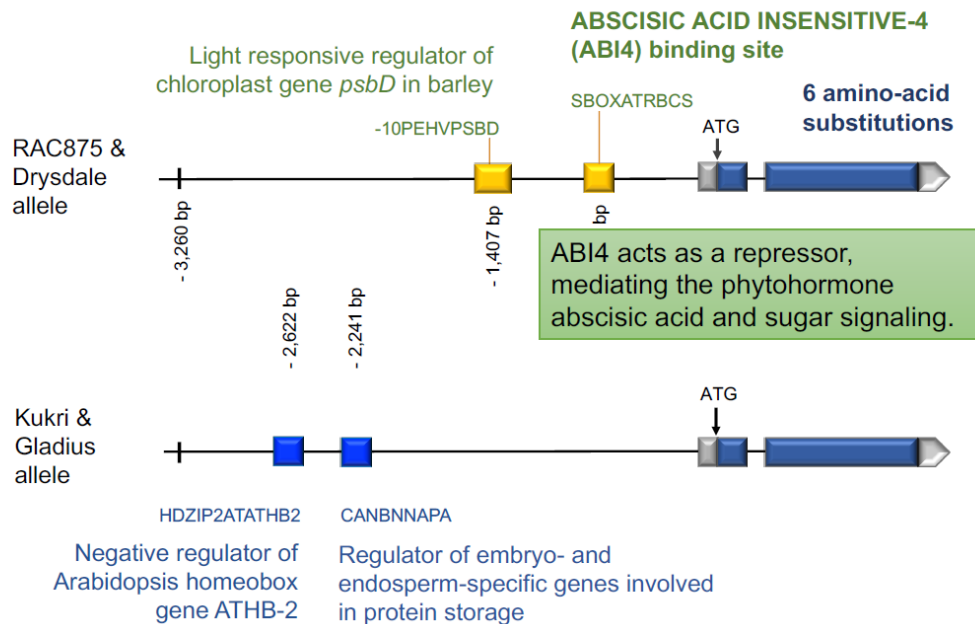 ABSCISIC ACID INSENSITIVE-4
(ABI4) binding site
Light responsive regulator of
chloroplast gene psbD in barley
6 amino-acid
substitutions
-10PEHVPSBD
SBOXATRBCS
ATG
RAC875 &
Drysdale
allele
- 3,260 bp
- 1,407 bp
bp
ABI4 acts as a repressor,
mediating the phytohormone
abscisic acid and sugar signaling.
- 2,622 bp
- 2,241 bp
Kukri &
Gladius
allele
ATG
HDZIP2ATATHB2
CANBNNAPA
Negative regulator of
Arabidopsis homeobox
gene ATHB-2
Regulator of embryo- and
endosperm-specific genes involved
in protein storage